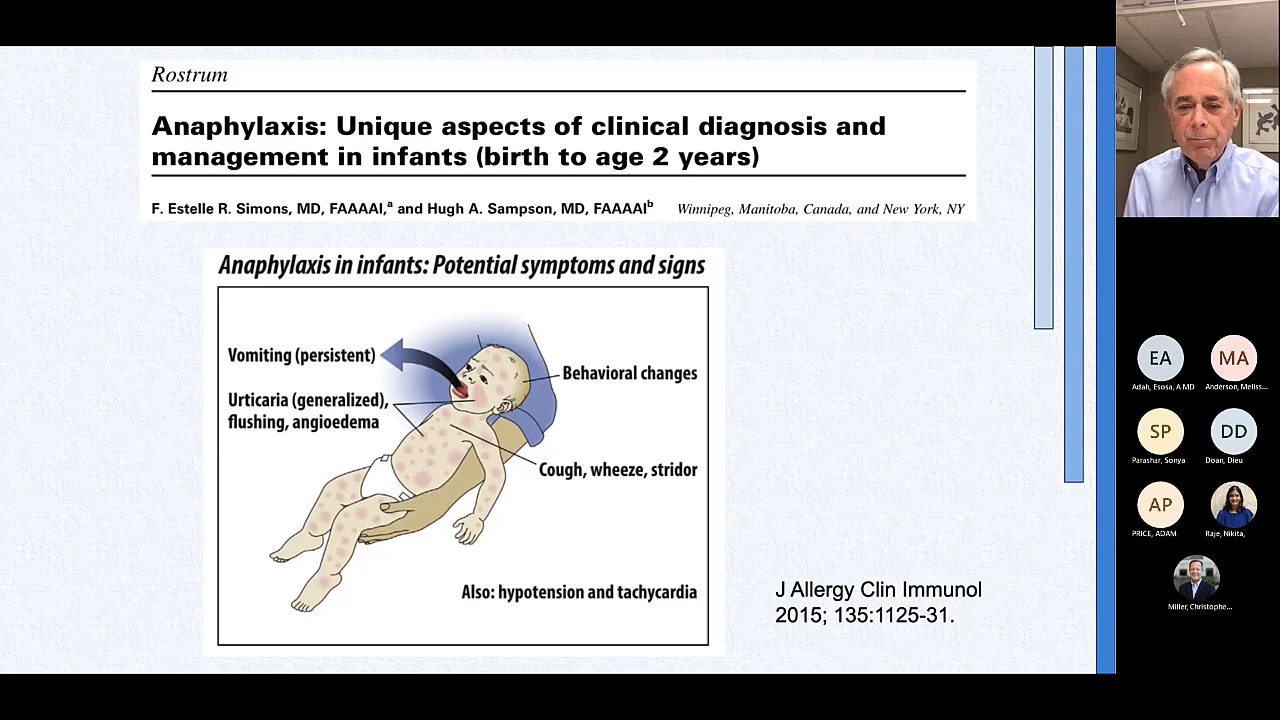 Rostrum
Anaphylaxis: Unique aspects of clinical diagnosis and
management in infants (birth to age 2 years)
F. Estelle R. Simons, MD, FAAAAI,a and Hugh A. Sampson, MD, FAAAAIb Winnipeg, Manitoba, Canada, and New York, NY
Anaphylaxis in infants: Potential symptoms and signs
Vomiting (persistent)
Behavioral changes
Urticaria (generalized),
flushing, angioedema
Cough, wheeze, stridor
Also: hypotension and tachycardia
J Allergy Clin Immunol
2015; 135:1125-31.
EA
MA
Adah, Esosa, A MD
Anderson, Meliss...
SP
DD
Parashar, Sonya
Doan, Dieu
AP
PRICE, ADAM
Raje, Nikita,
Miller, Christophe...